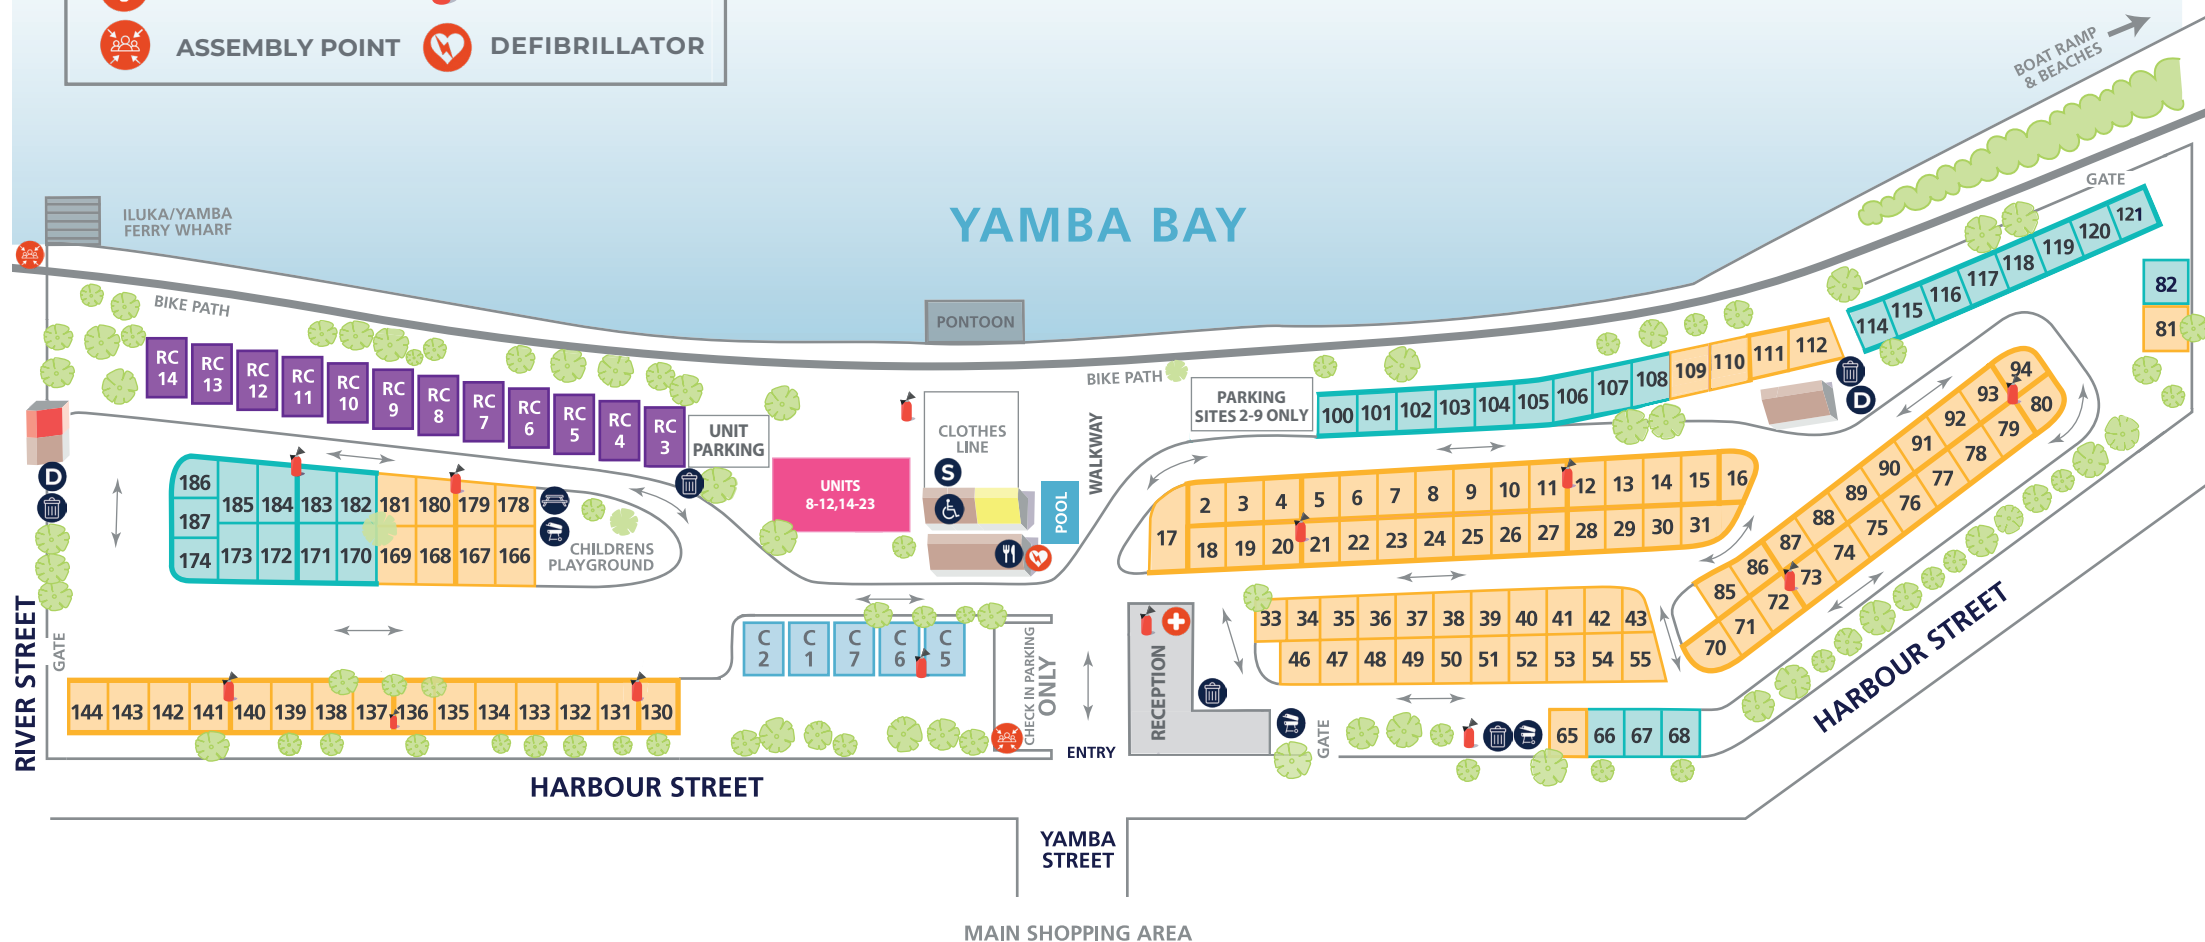 ASSEMBLY POINT
DEFIBRILLATOR
BOAT RAMP
& BEACHES
GATE
ILUKA/YAMBA
FERRY WHARF
YAMBA BAY
BIKE PATH
PONTOON
BIKE PATH
121
120
119
118
117
116
115
114
82
81
RC
14
RC
13
RC
12
RC
11
RC
10
RC
9
RC
8
RC
7
RC
6
RC
5
RC
4
RC
3
UNIT
PARKING
CLOTHES
LINE
S
WALKWAY
PARKING
SITES 2-9 ONLY
100 101 102 103 104 105 106 107 108 109 110 111 112
D
UNITS
8-12,14-23
POOL
D
186
187
174
185 184 183 182 181 180 179 178
173 172 171 170 169 168 167 166
CHILDRENS
PLAYGROUND
17
2 3 4 5 6 7 8 9 10 11 12 13 14 15 16
18 19 20 21 22 23 24 25 26 27 28 29 30 31
94
93
92
91
90
89
88
87
86
85
80
79
78
77
76
75
74
73
72
71
70
33 34 35 36 37 38 39 40 41 42 43
46 47 48 49 50 51 52 53 54 55
65 66 67 68
C
2
C
1
C
7
C
6
C
5
CHECK IN PARKING
ONLY
RECEPTION
GATE
ENTRY
RIVER STREET
GATE
144 143 142 141 140 139 138 137 136 135 134 133 132 131 130
HARBOUR STREET
HARBOUR STREET
YAMBA
STREET
MAIN SHOPPING AREA